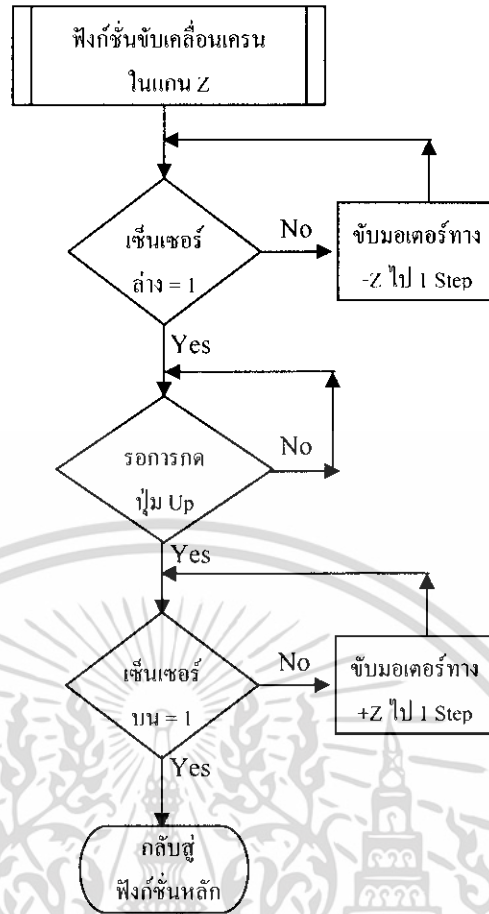 ฟังก์ชั่นขับเคลื่อนเครน
ในแกน Z
เซ็นเซอร์
ล่าง = 1
No
ขับมอเตอร์ทาง
-Z ไป 1 Step
Yes
รอการกด
ปุ่ม Up
No
Yes
เซ็นเซอร์
บน = 1
No
ขับมอเตอร์ทาง
+Z ไป 1 Step
Yes
กลับสู่
ฟังก์ชั่นหลัก